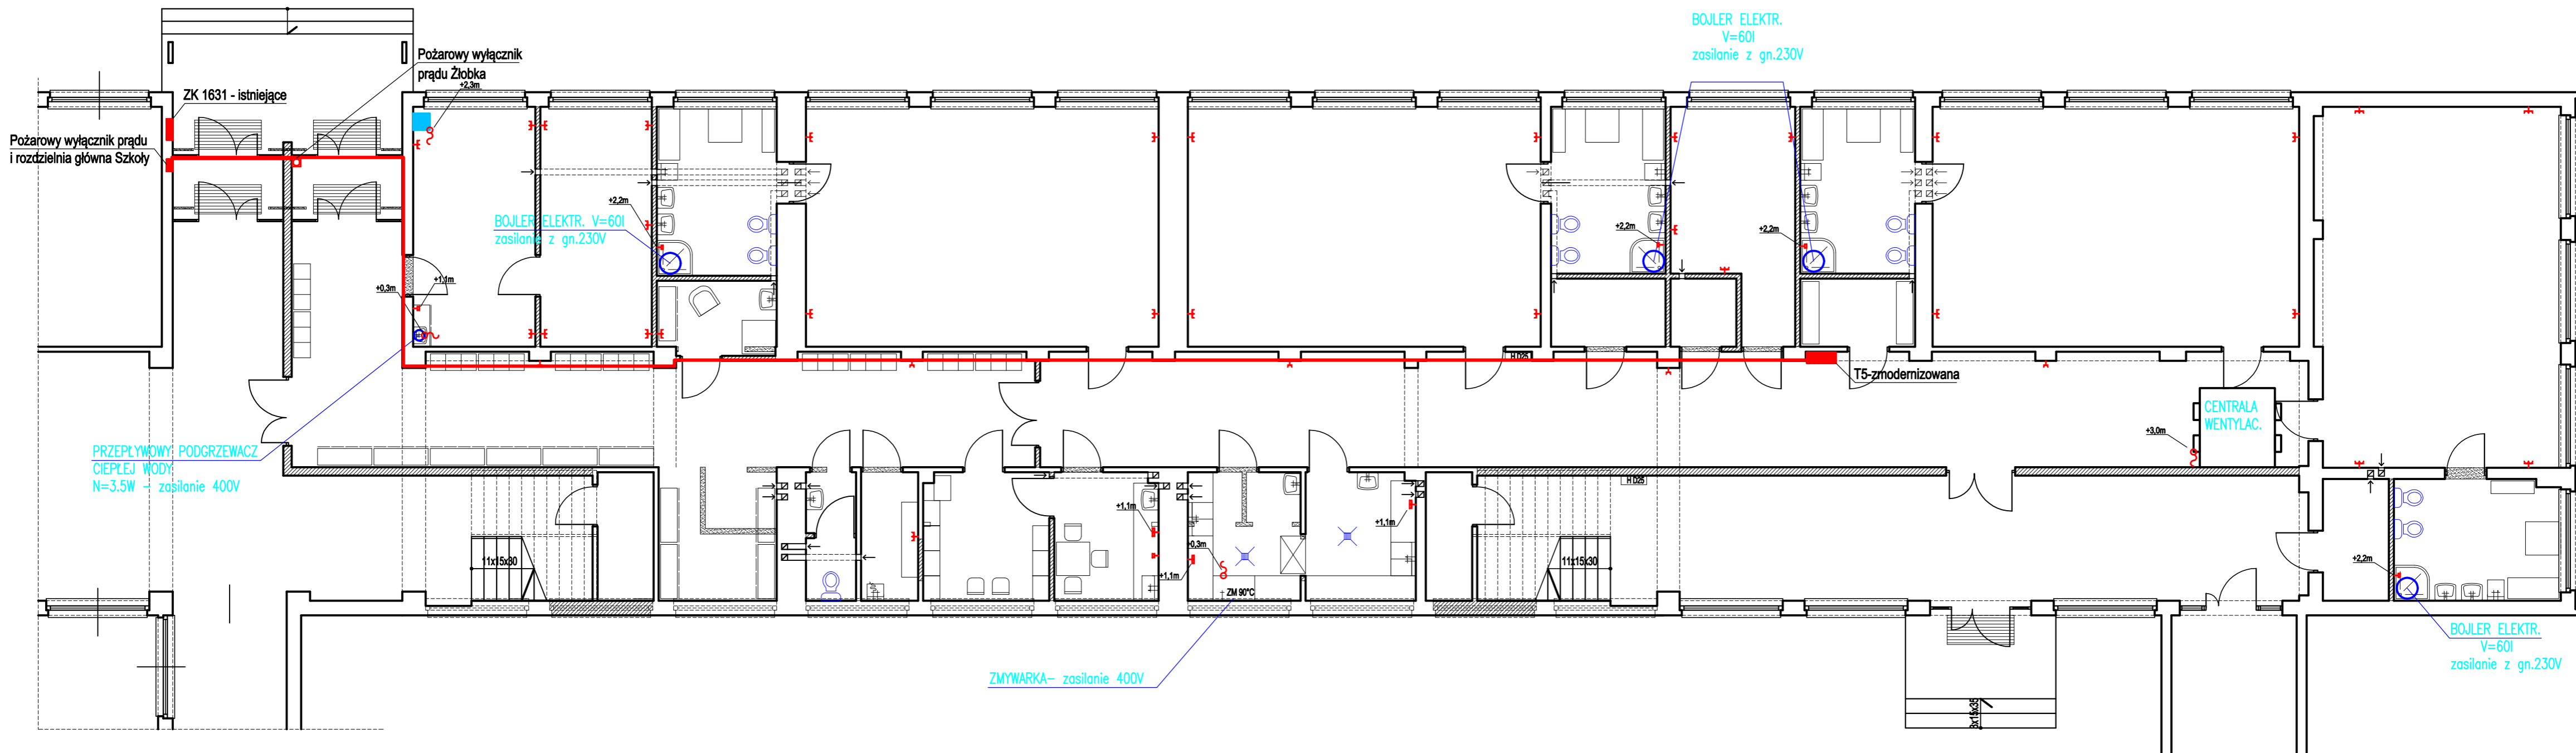 BOJLER ELEKTR.
V=60l
zasilanie z gn.230V
Pożarowy wyłącznik
prądu Żłobka
+2,3m
ZK 1631 - istniejące
Pożarowy wyłącznik prądu
i rozdzielnia główna Szkoły
+2,2m
BOJLER ELEKTR. V=60l
zasilanie z gn.230V
+2,2m
+2,2m
+0,3m
+1,1m
H D25
T5-zmodernizowana
CENTRALA
WENTYLAC.
+3,0m
PRZEPŁYWOWY PODGRZEWACZ
CIEPŁEJ WODY
N=3.5W - zasilanie 400V
H D25
11x15x30
+1,1m
+1,1m
+0,3m
+1,1m
ZM 90°C
11x15x30
+2,2m
BOJLER ELEKTR.
V=60l
zasilanie z gn.230V
ZMYWARKA- zasilanie 400V
8x15x35